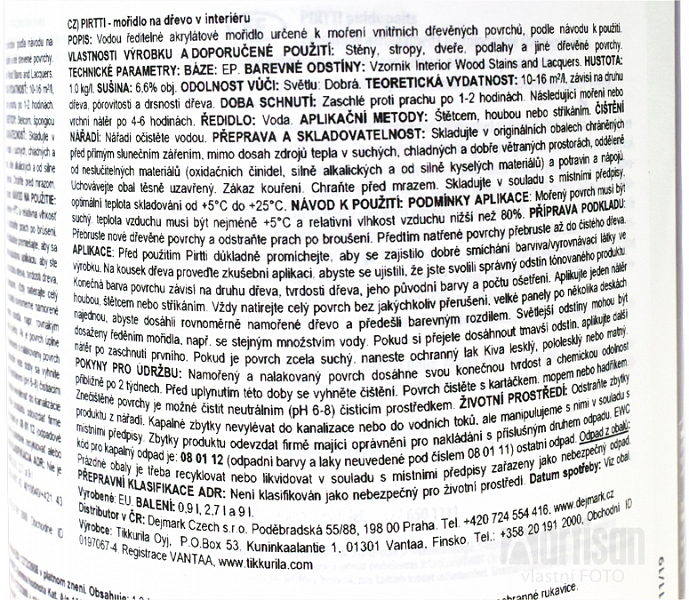 CZ) PIRTTI - mořidlo na dřevo v interiéru
POPIS: Vodou ředitelné akrylátové mořidlo určené k moření vnitřních dřevěných povrchů, podle návodu k použití.
VLASTNOSTI VÝROBKU A DOPORUČENÉ POUŽITÍ: Stěny, stropy, dveře, podlahy a jiné dřevěné povrchy.
TECHNICKÉ PARAMETRY: BÁZE: EP. BAREVNÉ ODSTÍNY: Vzorník Interior Wood Stains and Lacquers. HUSTOTA:
1.0 kg/l. SUŠINA: 6,6% obj. ODOLNOST VŮČI: Světlu: Dobrá. TEORETICKÁ VYDATNOST: 10-16 m²/l, závisí na druhu
dřeva, pórovitosti a drsnosti dřeva. DOBA SCHNUTÍ: Zaschlé proti prachu po 1-2 hodinách. Následující moření nebo
vrchní nátěr po 4-6 hodinách. ŘEDIDLO: Voda. APLIKAČNÍ METODY: Štětcem, houbou nebo stříkáním. ČIŠTĚNÍ
NÁŘADÍ: Nářadí očistěte vodou. PŘEPRAVA A SKLADOVATELNOST: Skladujte v originálních obalech chráněných
před přímým slunečním zářením, mimo dosah zdrojů tepla v suchých, chladných a dobře větraných prostorách, oddělené
od neslučitelných materiálů (oxidačních činidel, silně alkalických a od silně kyselých materiálů) a potravin a nápojů.
Uchovávejte obal těsně uzavřený. Zákaz kouření. Chraňte před mrazem. Skladujte v souladu s místními předpisy,
optimální teplota skladování od +5°C do +25°C. NÁVOD K POUŽITÍ: PODMÍNKY APLIKACE: Mořený povrch musí být
suchý, teplota vzduchu musí být nejméně +5°C a relativní vlhkost vzduchu nižší než 80%. PŘÍPRAVA PODKLADU:
Přebruste nové dřevěné povrchy a odstraňte prach po broušení. Předtím natřené povrchy přebruste až do čistého dřeva.
APLIKACE: Před použitím Pirtti důkladně promíchejte, aby se zajistilo dobré smíchání barviva/vyrovnávací látky ve
výrobku. Na kousek dřeva proveďte zkušební aplikaci, abyste se ujistili, že jste svolili správný odstín tónovaného produktu.
Konečná barva povrchu závisí na druhu dřeva, tvrdosti dřeva, jeho původní barvy a počtu ošetření. Aplikujte jeden nátěr
houbou, štětcem nebo stříkáním. Vždy natírejte celý povrch bez jakýchkoliv přerušení, velké panely po několika deskách
najednou, abyste dosáhli rovnoměrně namořené dřevo a předešli barevným rozdílem. Světlejší odstíny mohou být
dosaženy ředěním mořidla, např. se stejným množstvím vody. Pokud si přejete dosáhnout tmavší odstín, aplikujte další
nátěr po zaschnutí prvního. Pokud je povrch zcela suchý, naneste ochranný lak Kiva lesklý, pololesklý nebo matný.
POKYNY PRO ÚDRŽBU: Namořený a nalakovaný povrch dosáhne svou konečnou tvrdost a chemickou odolnost
přibližně po 2 týdnech. Před uplynutím této doby se vyhněte čištění. Povrch čistěte s kartáčkem, mopem nebo hadříkem.
Znečištěné povrchy je možné čistit neutrálním (pH 6-8) čisticím prostředkem. ŽIVOTNÍ PROSTŘEDÍ: Odstraňte zbytky
produktu z nářadí. Kapalné zbytky nevylévat do kanalizace nebo do vodních toků, ale manipulujeme s nimi v souladu s
místními předpisy. Zbytky produktu odevzdat firmě mající oprávnění pro nakládání s příslušným druhem odpadu. EWC
kód pro kapalný odpad je: 08 01 12 (odpadní barvy a laky neuvedené pod číslem 08 01 11) ostatní odpad. Odpad z obalů:
Prázdné obaly je třeba recyklovat nebo likvidovat v souladu s místními předpisy zařazený jako nebezpečný odpad.
PŘEPRAVNÍ KLASIFIKACE ADR: Není klasifikován jako nebezpečný pro životní prostředí. Datum spotřeby: Viz obal.
Vyrobené: EU. BALENÍ: 0,9 l, 2,7 l a 9 l.
Distributor v ČR: Dejmark Czech s.r.o. Poděbradská 55/88, 198 00 Praha. Tel. +420 724 554 416. www.dejmark.cz
Výrobce: Tikkurila Oyj, P.O.Box 53, Kuninkaalantie 1, 01301 Vantaa, Finsko. Tel.: +358 20 191 2000, Obchodní ID
0197067-4 Registrace VANTAA, www.tikkurila.com
v platnom znení. Obsahuje:
ochranné rukavice.
11/19
urtisan
vlastní FOTO